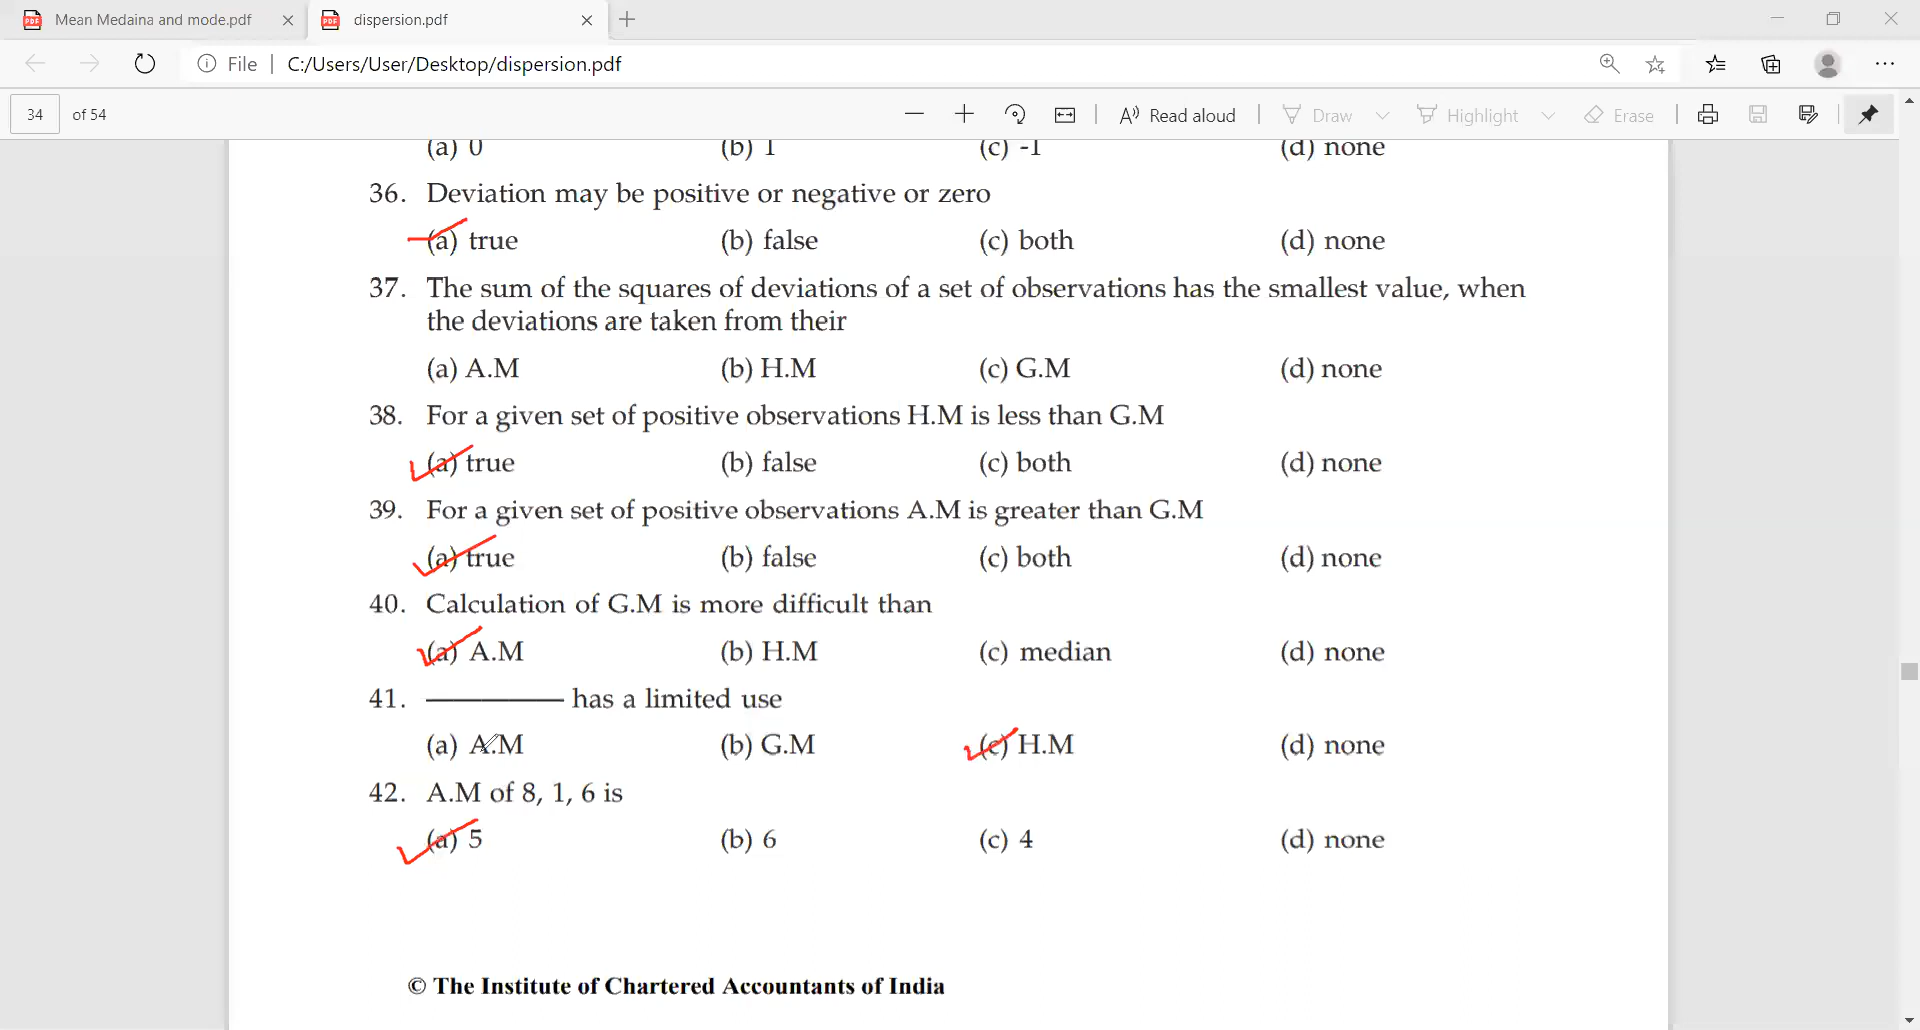 Mean Medaina and mode.pdf dispersion.pdf
File C:/Users/User/Desktop/dispersion.pdf
34 of 54 Read aloud Draw Highlight Erase
(a) 0 (b) 1 (c) -1 (d) none
36. Deviation may be positive or negative or zero
(a) true (b) false (c) both (d) none
37. The sum of the squares of deviations of a set of observations has the smallest value, when
the deviations are taken from their
(a) A.M (b) H.M (c) G.M (d) none
38. For a given set of positive observations H.M is less than G.M
(a) true (b) false (c) both (d) none
39. For a given set of positive observations A.M is greater than G.M
(a) true (b) false (c) both (d) none
40. Calculation of G.M is more difficult than
(a) A.M (b) H.M (c) median (d) none
41. ________ has a limited use
(a) A.M (b) G.M (c) H.M (d) none
42. A.M of 8, 1, 6 is
(a) 5 (b) 6 (c) 4 (d) none
© The Institute of Chartered Accountants of India